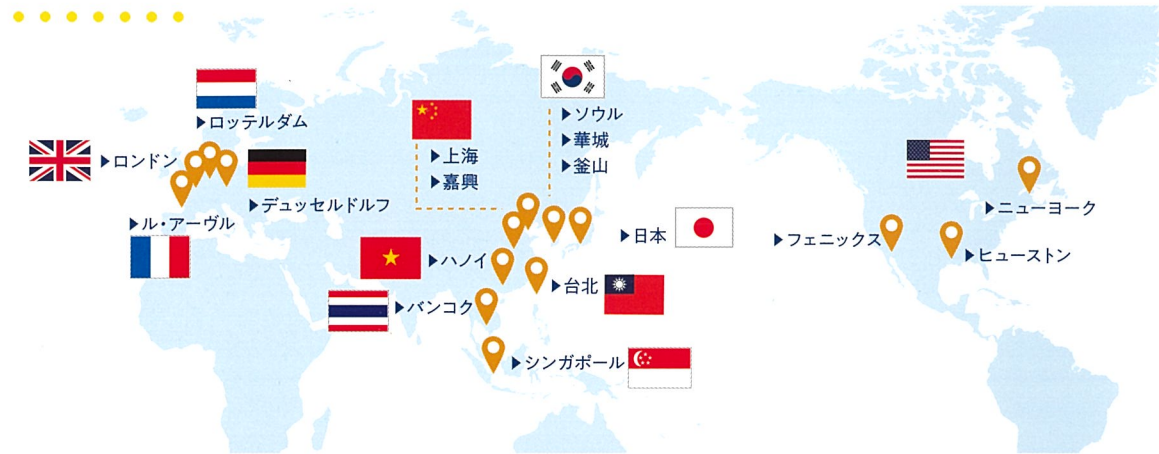 ▶ロッテルダム
▶ロンドン
▶デュッセルドルフ
▶ル・アーヴル
▶上海
▶嘉興
▶ソウル
▶華城
▶釜山
▶日本
▶ハノイ
▶台北
▶バンコク
▶シンガポール
▶フェニックス
▶ニューヨーク
▶ヒューストン